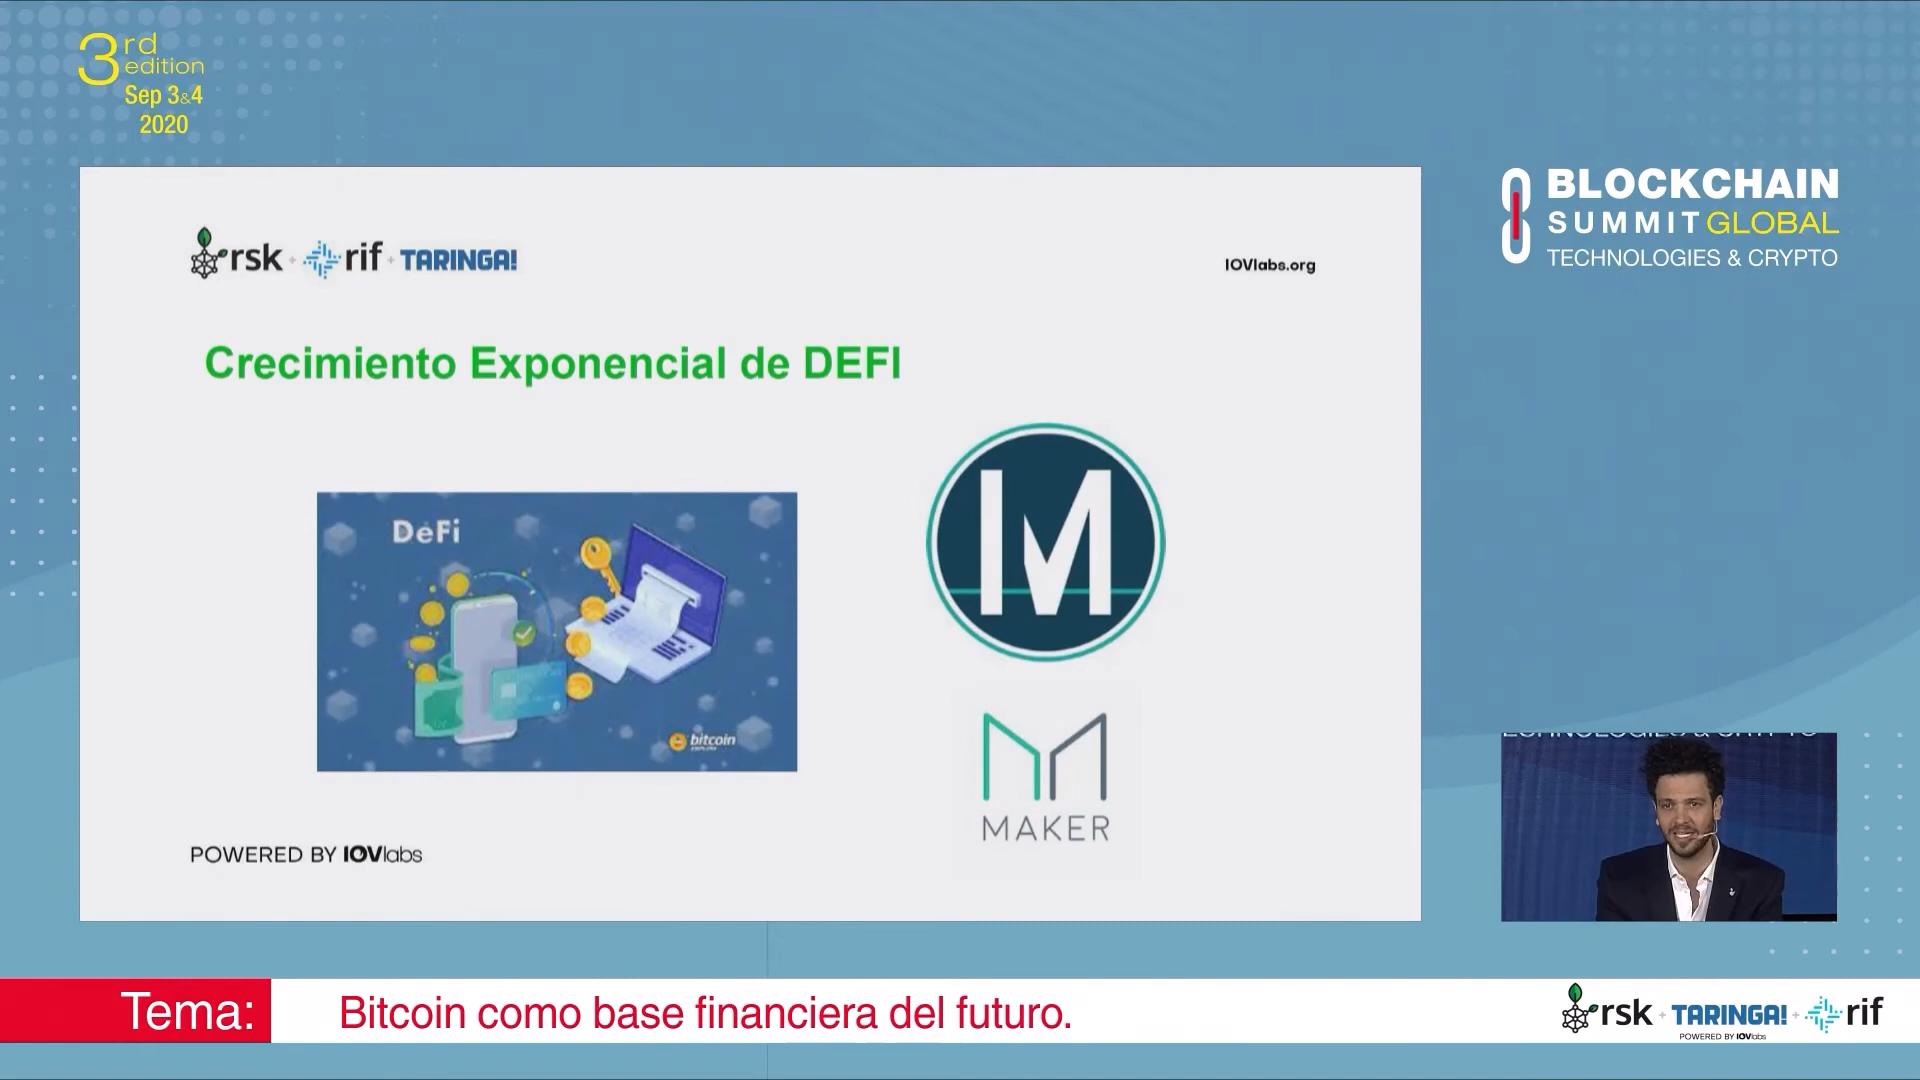 3rd
edition
Sep 3&4
2020
BLOCKCHAIN
SUMMIT GLOBAL
TECHNOLOGIES & CRYPTO
rsk + rif + TARINGA!
IOVlabs.org
Crecimiento Exponencial de DEFI
DeFi
bitcoin
M
MAKER
POWERED BY IOVlabs
TECHNOLOGIES & CRYPTO
Tema: Bitcoin como base financiera del futuro.
rsk + TARINGA! + rif
POWERED BY IOVlabs